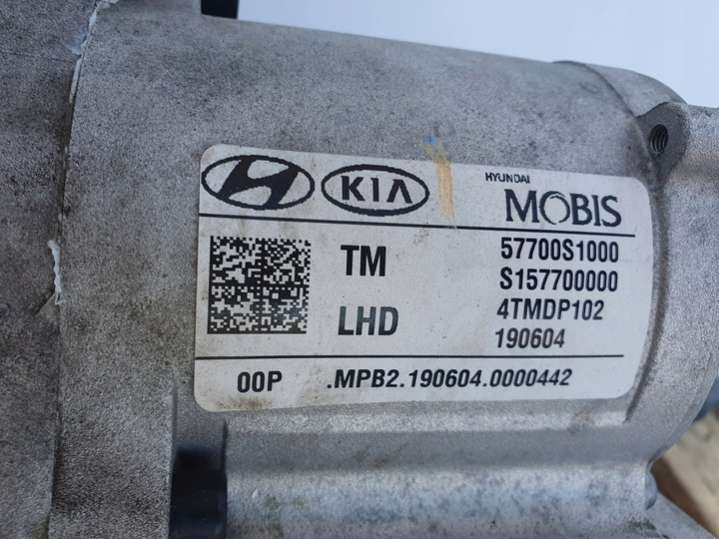 KIA
HYUNDAI
MOBIS
TM
57700S1000
S157700000
LHD
4TMDP102
190604
00P
.MPB2.190604.0000442